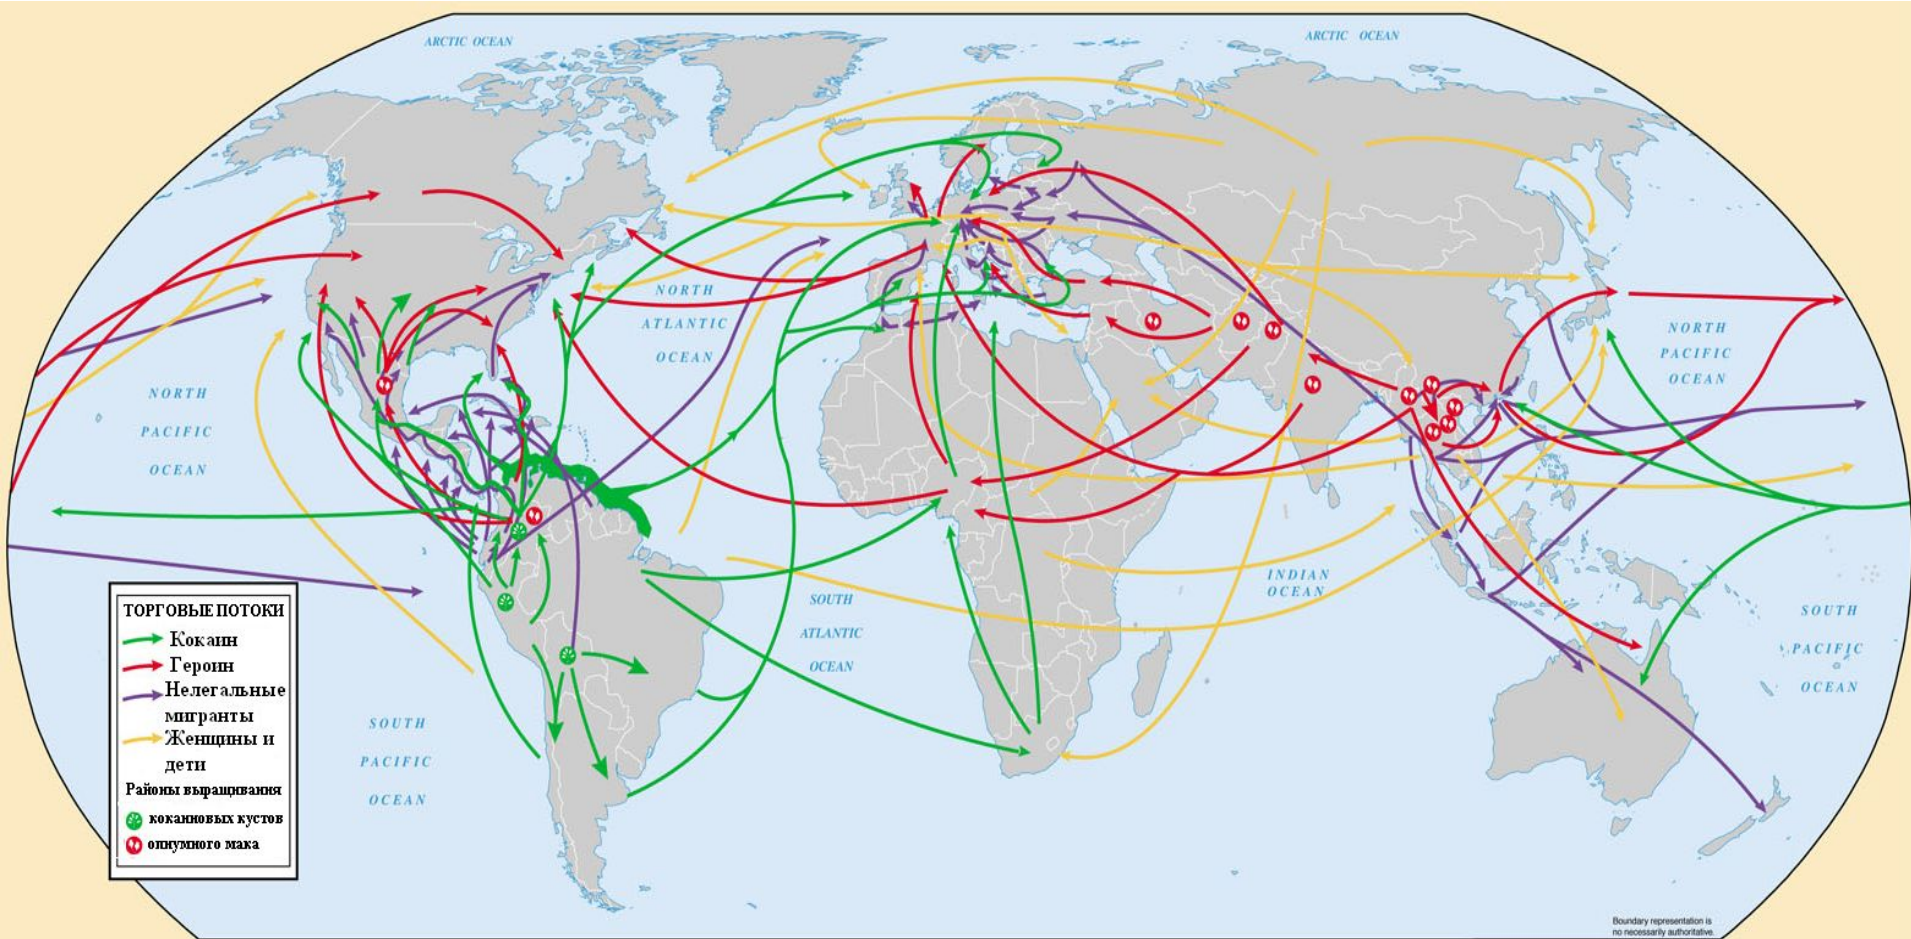 ARCTIC OCEAN
ARCTIC OCEAN
NORTH
ATLANTIC
OCEAN
NORTH
PACIFIC
OCEAN
NORTH
PACIFIC
OCEAN
INDIAN
OCEAN
SOUTH
ATLANTIC
OCEAN
SOUTH
PACIFIC
OCEAN
SOUTH
PACIFIC
OCEAN
ТОРГОВЫЕ ПОТОКИ
Кокаин
Героин
Нелегальные
мигранты
Женщины и
дети
Районы выращивания
кокаиновых кустов
опиумного мака
Boundary representation is
no necessarily authoritative.